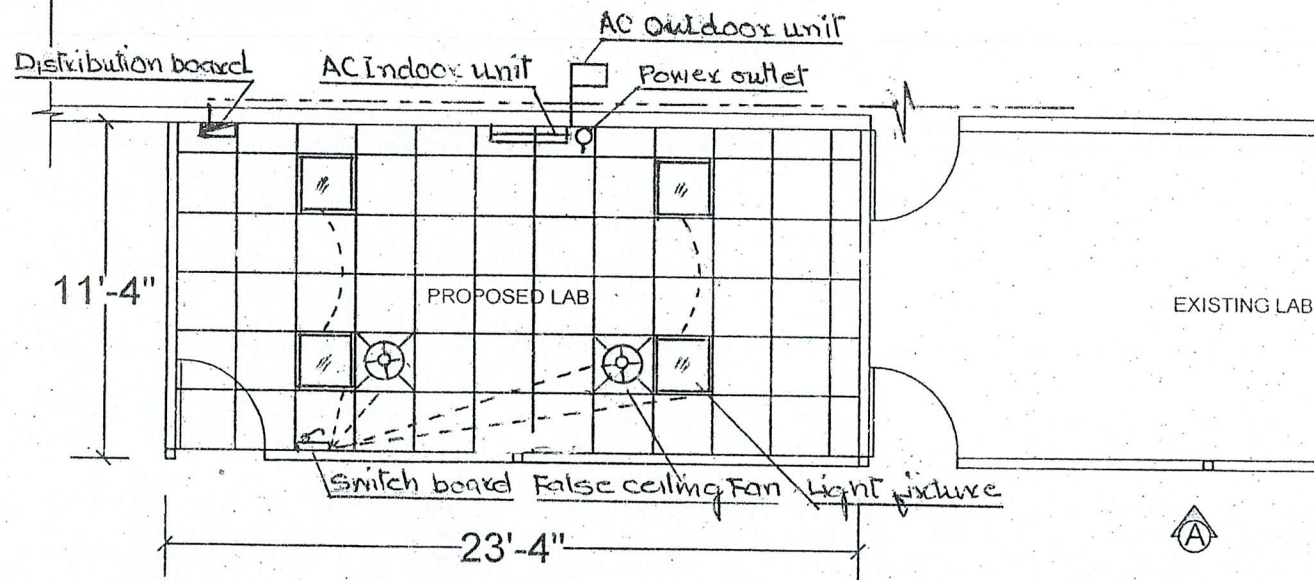 AC Outdoor unit
Distribution board
AC Indoor unit
Power outlet
11'-4"
PROPOSED LAB
EXISTING LAB
Switch board
False ceiling Fan
Light fixture
23'-4"
A